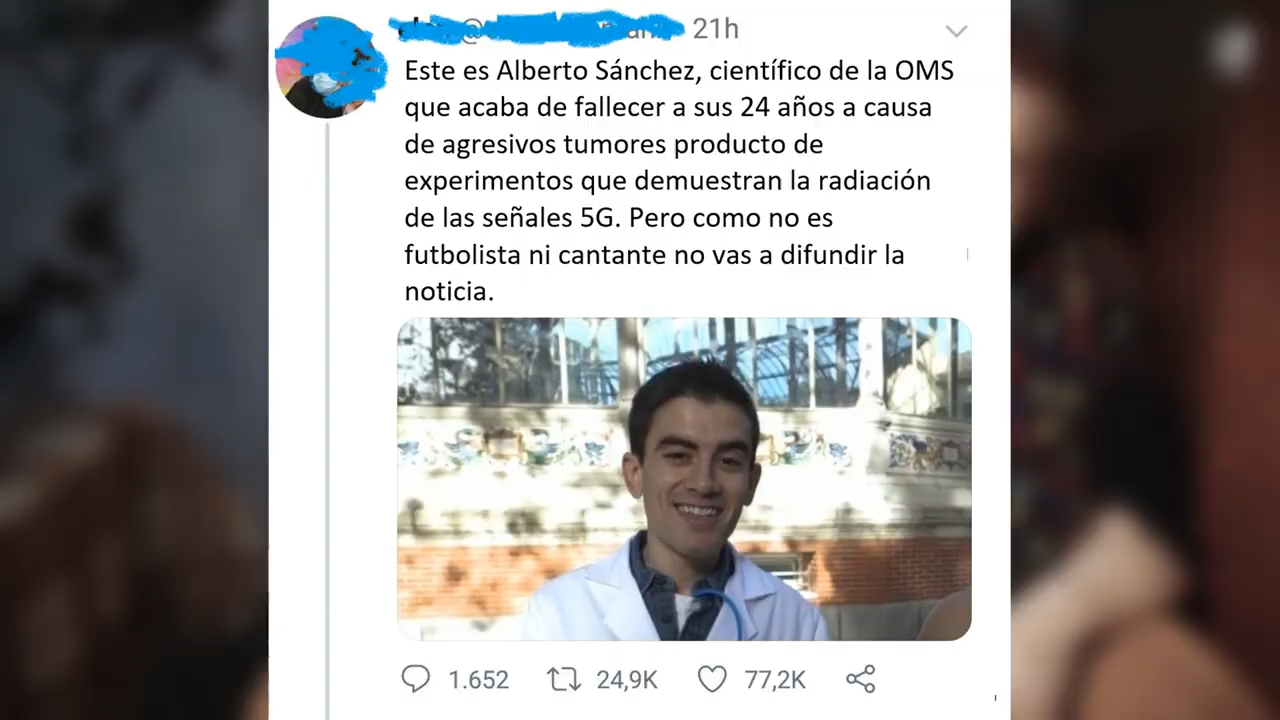 21h
Este es Alberto Sánchez, científico de la OMS
que acaba de fallecer a sus 24 años a causa
de agresivos tumores producto de
experimentos que demuestran la radiación
de las señales 5G. Pero como no es
futbolista ni cantante no vas a difundir la
noticia.
1.652 24,9K 77,2K